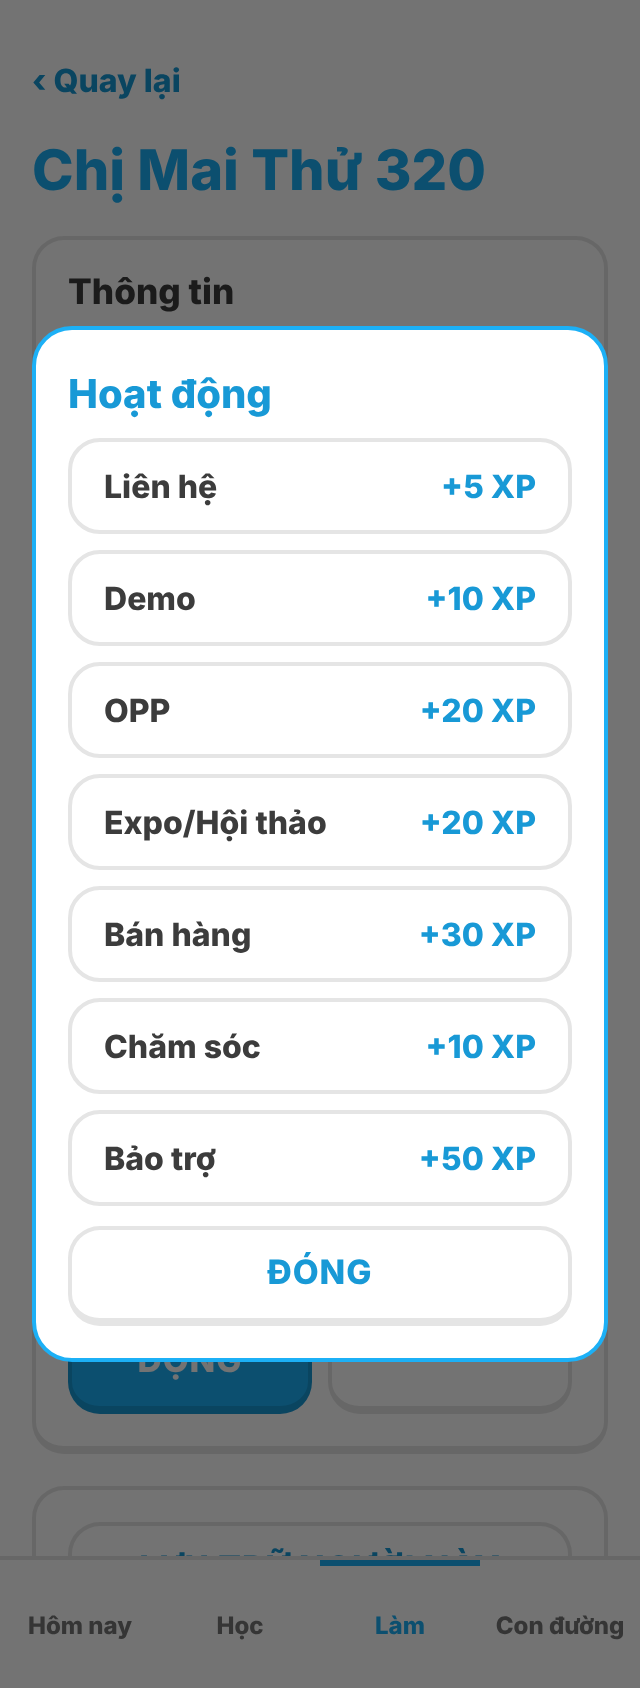 ‹ Quay lại
Chị Mai Thử 320
Thông tin
Hoạt động
Liên hệ +5 XP
Demo +10 XP
OPP +20 XP
Expo/Hội thảo +20 XP
Bán hàng +30 XP
Chăm sóc +10 XP
Bảo trợ +50 XP
ĐÓNG
ĐỘNG
Hôm nay Học Làm Con đường